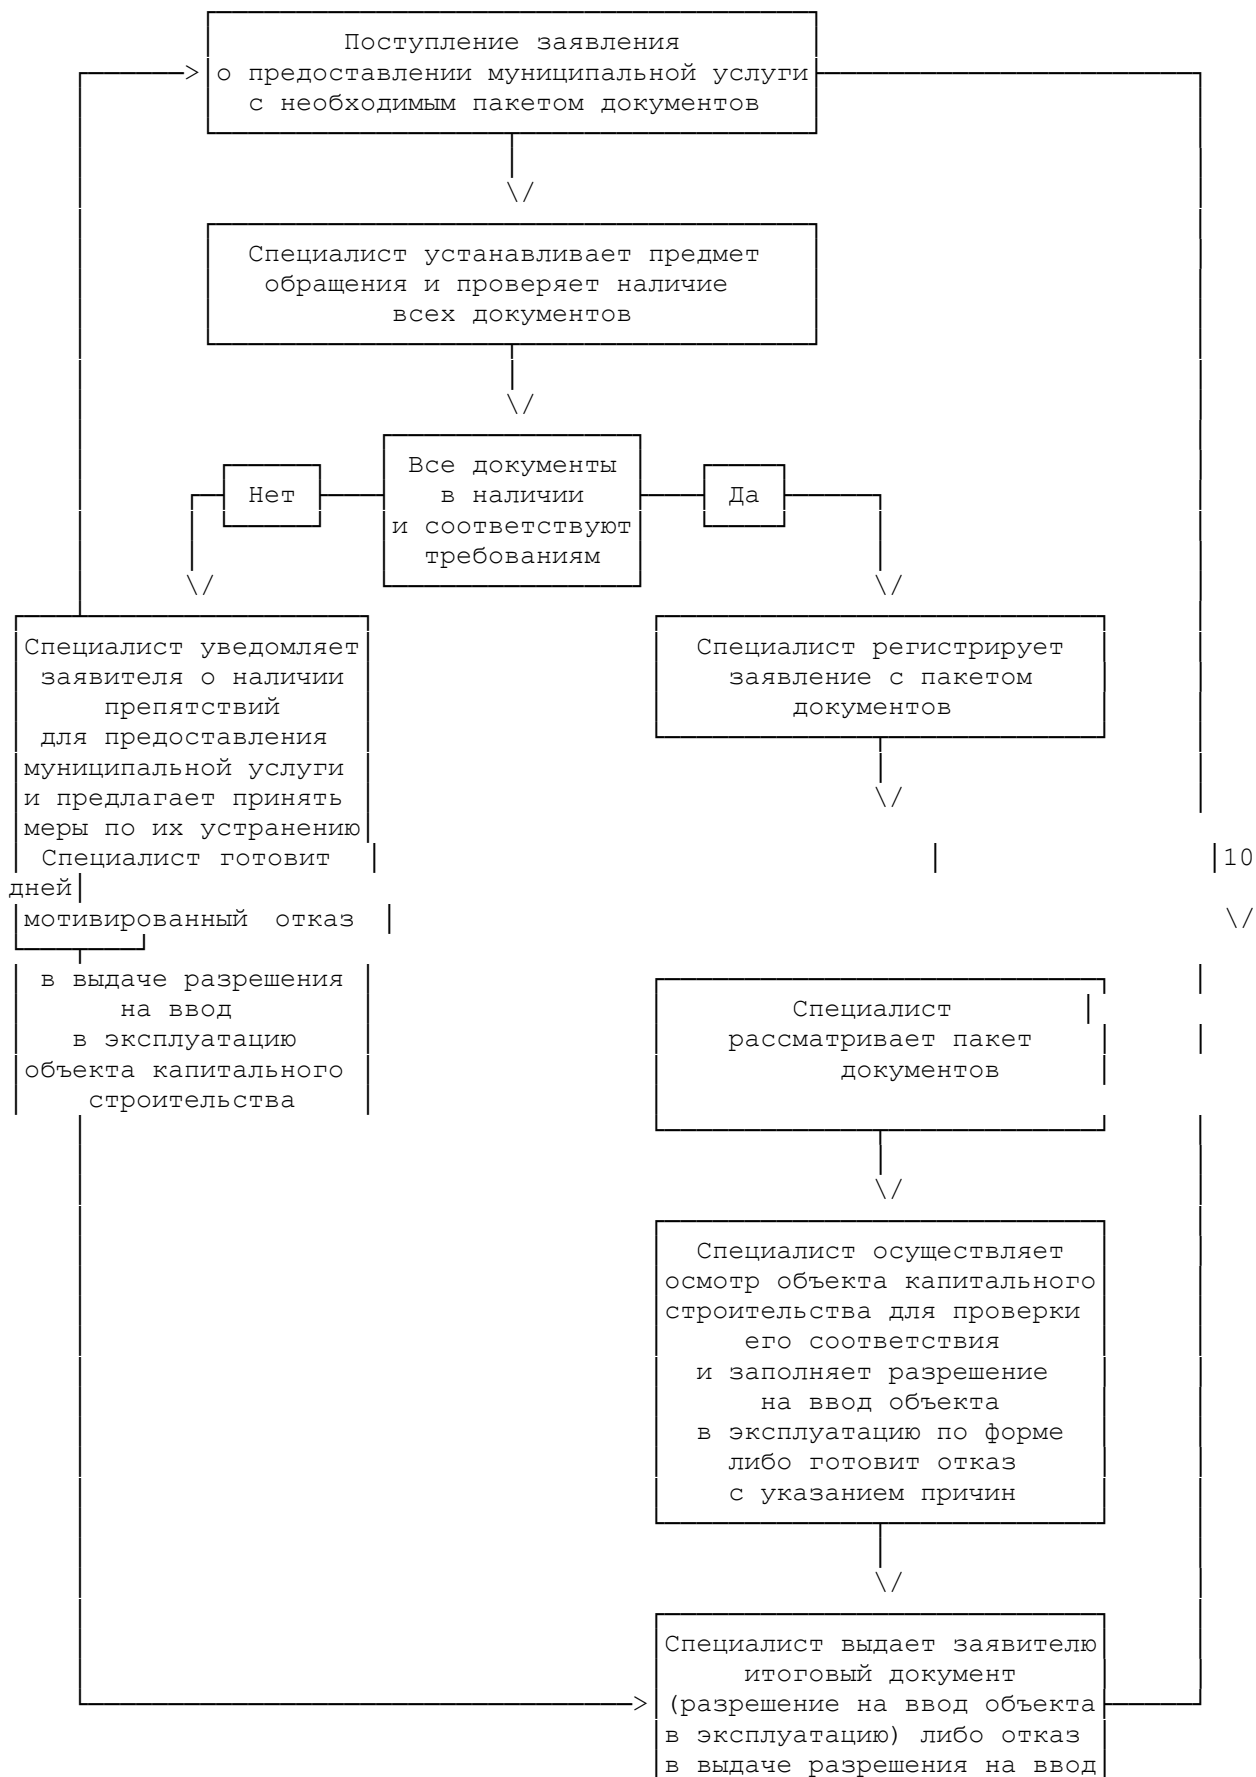 Поступление заявления
о предоставлении муниципальной услуги
с необходимым пакетом документов
Специалист устанавливает предмет
обращения и проверяет наличие
всех документов
Все документы
в наличии
и соответствуют
требованиям
Нет
Да
Специалист уведомляет
заявителя о наличии
препятствий
для предоставления
муниципальной услуги
и предлагает принять
меры по их устранению
Специалист регистрирует
заявление с пакетом
документов
Специалист готовит
10
дней
мотивированный отказ
в выдаче разрешения
на ввод
в эксплуатацию
объекта капитального
строительства
Специалист
рассматривает пакет
документов
Специалист осуществляет
осмотр объекта капитального
строительства для проверки
его соответствия
и заполняет разрешение
на ввод объекта
в эксплуатацию по форме
либо готовит отказ
с указанием причин
Специалист выдает заявителю
итоговый документ
(разрешение на ввод объекта
в эксплуатацию) либо отказ
в выдаче разрешения на ввод